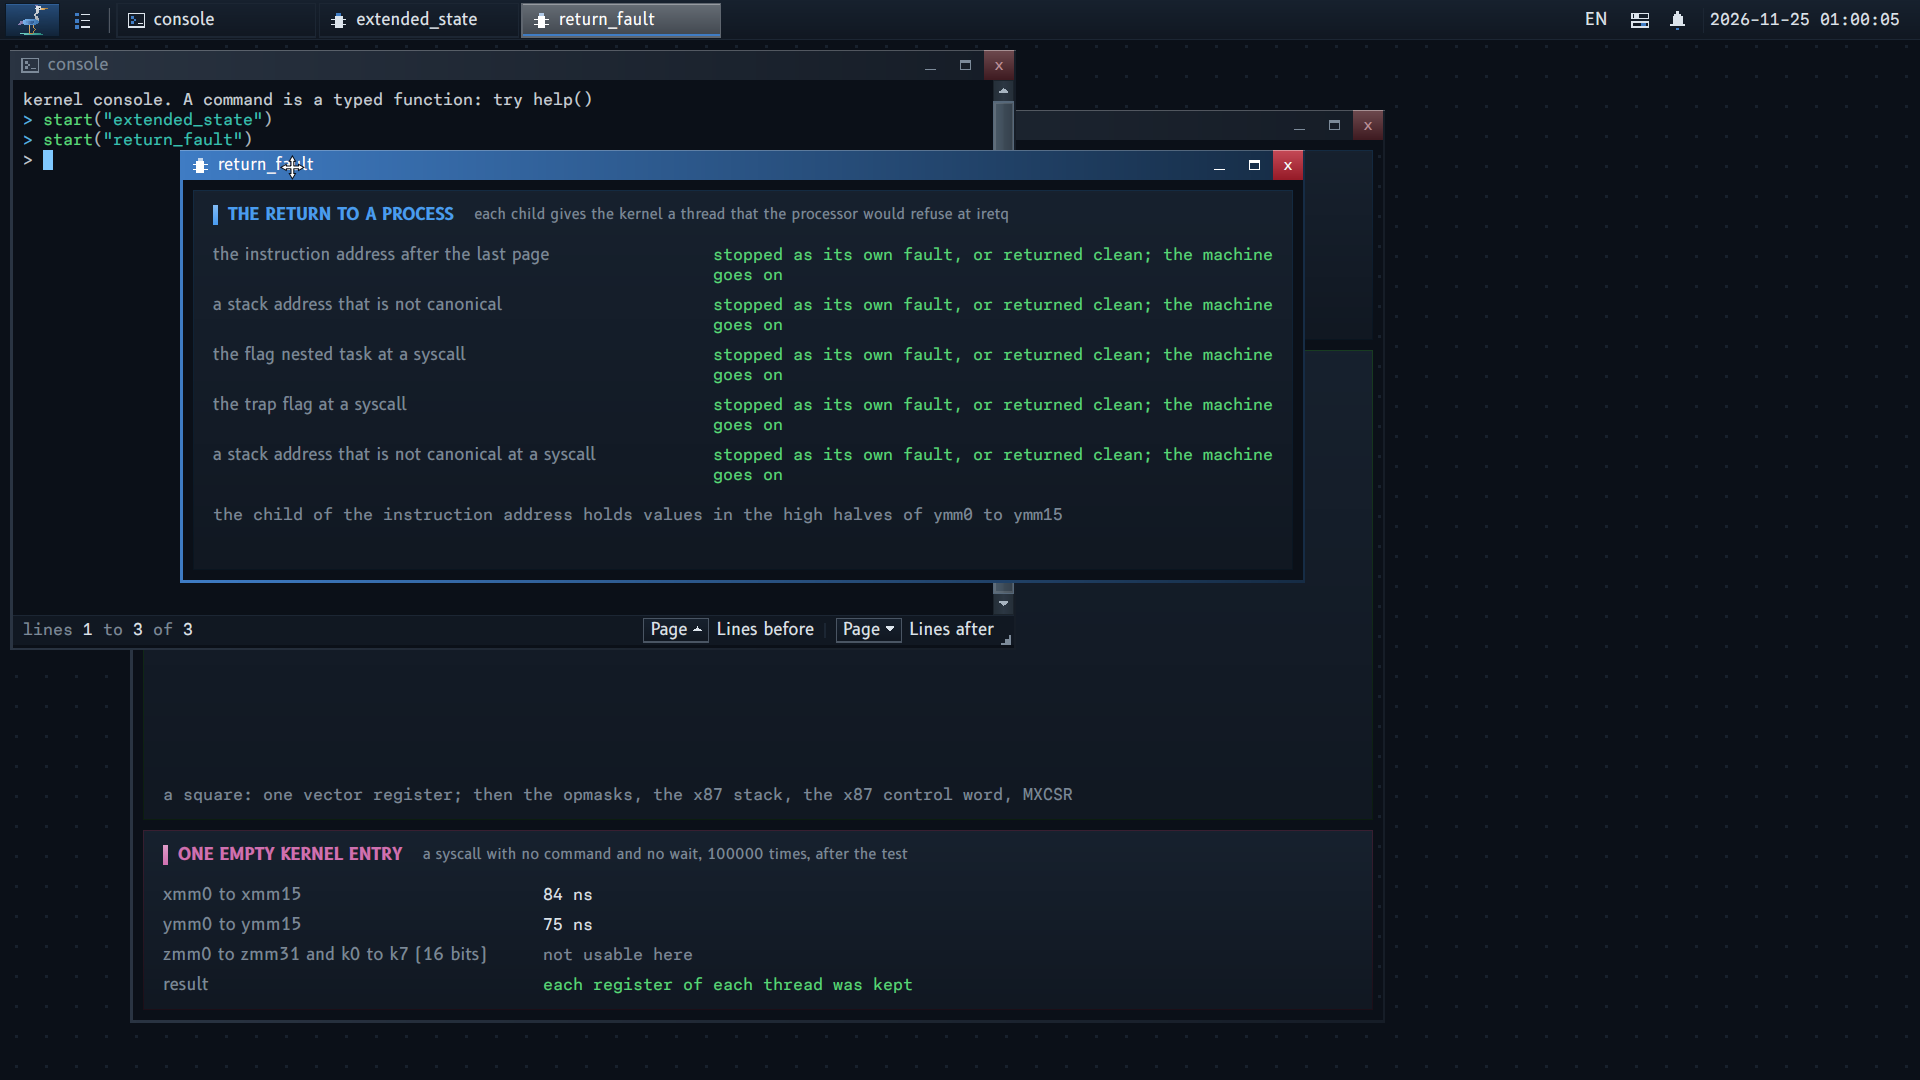 console
extended_state
return_fault
EN
2026-11-25 01:00:05
console
x
kernel console. A command is a typed function: try help()
> start("extended_state")
> start("return_fault")
>
x
return_fault
x
THE RETURN TO A PROCESS each child gives the kernel a thread that the processor would refuse at iretq
the instruction address after the last page stopped as its own fault, or returned clean; the machine
goes on
a stack address that is not canonical stopped as its own fault, or returned clean; the machine
goes on
the flag nested task at a syscall stopped as its own fault, or returned clean; the machine
goes on
the trap flag at a syscall stopped as its own fault, or returned clean; the machine
goes on
a stack address that is not canonical at a syscall stopped as its own fault, or returned clean; the machine
goes on
the child of the instruction address holds values in the high halves of ymm0 to ymm15
lines 1 to 3 of 3
Page Lines before
Page Lines after
a square: one vector register; then the opmasks, the x87 stack, the x87 control word, MXCSR
ONE EMPTY KERNEL ENTRY a syscall with no command and no wait, 100000 times, after the test
xmm0 to xmm15 84 ns
ymm0 to ymm15 75 ns
zmm0 to zmm31 and k0 to k7 (16 bits) not usable here
result each register of each thread was kept